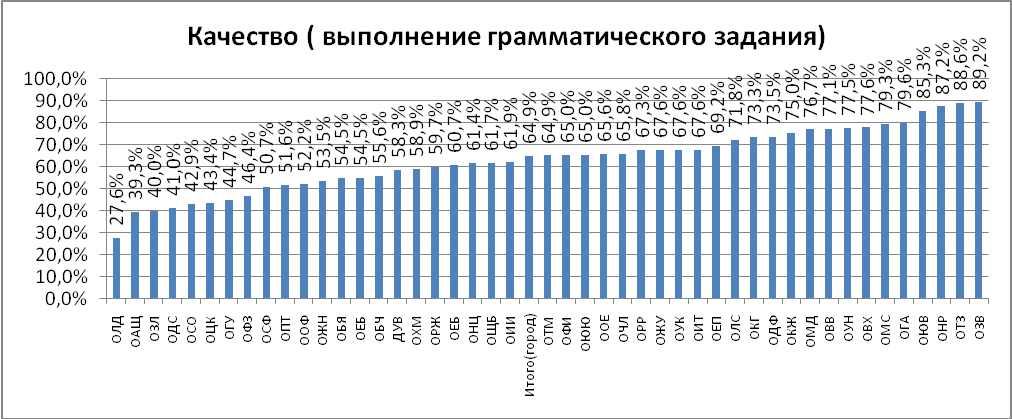 Качество ( выполнение грамматического задания)
100,0%
90,0%
80,0%
70,0%
60,0%
50,0%
40,0%
30,0%
20,0%
10,0%
0,0%
27,6%
39,3%
40,0%
41,0%
42,9%
43,4%
44,7%
46,4%
50,7%
51,6%
52,2%
53,5%
54,5%
54,5%
55,6%
58,3%
58,9%
59,7%
60,7%
61,4%
61,7%
61,9%
64,9%
64,9%
65,0%
65,0%
65,6%
65,8%
67,3%
67,6%
67,6%
67,6%
69,2%
71,8%
73,3%
73,5%
75,0%
76,7%
77,1%
77,5%
77,6%
79,3%
79,6%
85,3%
87,2%
88,6%
89,2%
ОЛД
ОАЩ
ОЗЛ
ОДС
ОСО
ОЦК
ОГУ
ОФЗ
ОСФ
ОПТ
ООФ
ОЖН
ОБЯ
ОЕБ
ОБЧ
ДУВ
ОХМ
ОРЖ
ОЕБ
ОНЦ
ОЩБ
ОИИ
Итого(город)
ОТМ
ОФИ
ОЮЮ
ООЕ
ОЧЛ
ОРР
ОЖУ
ОУК
ОИТ
ОЕП
ОЛС
ОКГ
ОДФ
ОКЖ
ОМД
ОВВ
ОУН
ОВХ
ОМС
ОГА
ОЮВ
ОНР
ОТЗ
ОЗВ